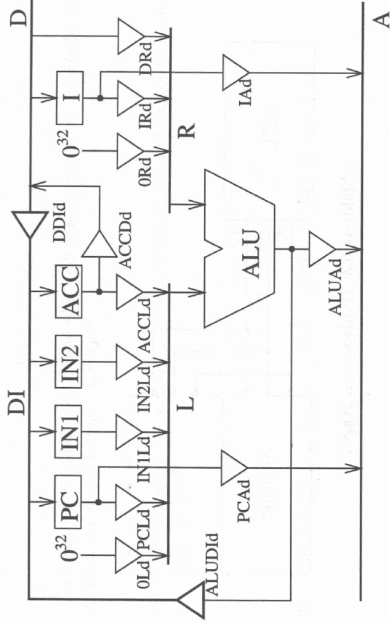 D
A
DRd
I
IRd
IAd
0³²
0Rd
R
DDId
ACCDd
ACC
ACCLd
ALU
ALUAd
DI
IN2
IN2Ld
IN1
IN1Ld
L
PC
PCLd
PCAd
0³²
0Ld
ALUDId